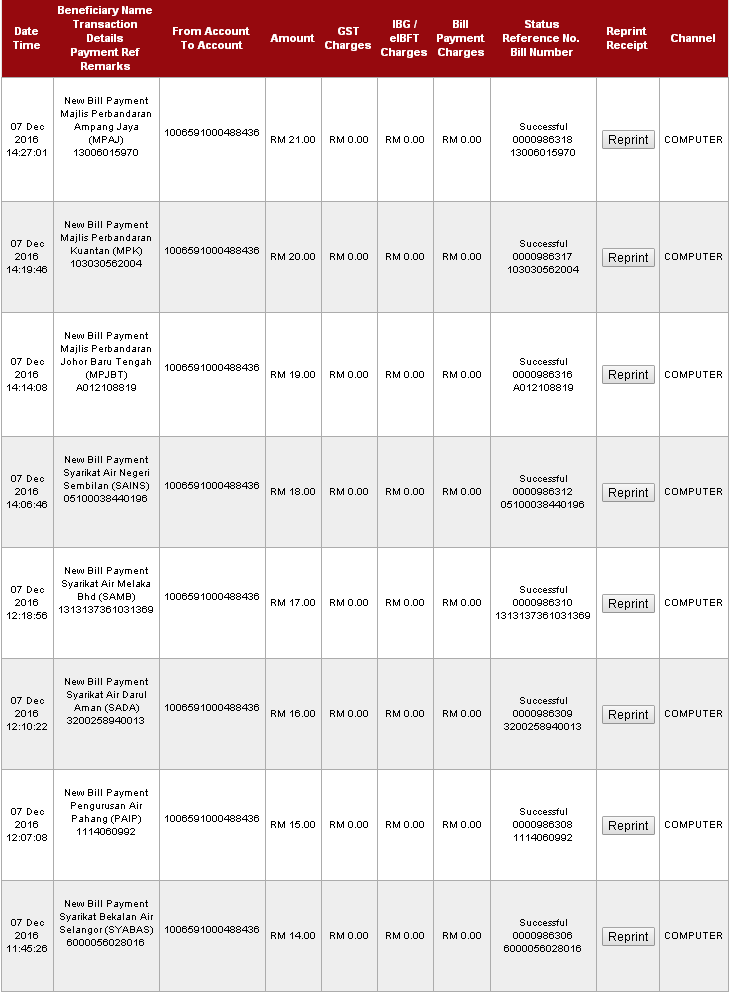 Date
Time
Beneficiary Name
Transaction
Details
Payment Ref
Remarks
From Account
To Account
Amount
GST
Charges
IBG /
eIBFT
Charges
Bill
Payment
Charges
Status
Reference No.
Bill Number
Reprint
Receipt
Channel
07 Dec
2016
14:27:01
New Bill Payment
Majlis Perbandaran
Ampang Jaya
(MPAJ)
13006015970
1006591000488436
RM 21.00
RM 0.00
RM 0.00
RM 0.00
Successful
0000986318
13006015970
Reprint
COMPUTER
07 Dec
2016
14:19:46
New Bill Payment
Majlis Perbandaran
Kuantan (MPK)
103030562004
1006591000488436
RM 20.00
RM 0.00
RM 0.00
RM 0.00
Successful
0000986317
103030562004
Reprint
COMPUTER
07 Dec
2016
14:14:08
New Bill Payment
Majlis Perbandaran
Johor Baru Tengah
(MPJBT)
A012108819
1006591000488436
RM 19.00
RM 0.00
RM 0.00
RM 0.00
Successful
0000986316
A012108819
Reprint
COMPUTER
07 Dec
2016
14:06:46
New Bill Payment
Syarikat Air Negeri
Sembilan (SAINS)
05100038440196
1006591000488436
RM 18.00
RM 0.00
RM 0.00
RM 0.00
Successful
0000986312
05100038440196
Reprint
COMPUTER
07 Dec
2016
12:18:56
New Bill Payment
Syarikat Air Melaka
Bhd (SAMB)
1313137361031369
1006591000488436
RM 17.00
RM 0.00
RM 0.00
RM 0.00
Successful
0000986310
1313137361031369
Reprint
COMPUTER
07 Dec
2016
12:10:22
New Bill Payment
Syarikat Air Darul
Aman (SADA)
3200258940013
1006591000488436
RM 16.00
RM 0.00
RM 0.00
RM 0.00
Successful
0000986309
3200258940013
Reprint
COMPUTER
07 Dec
2016
12:07:08
New Bill Payment
Pengurusan Air
Pahang (PAIP)
1114060992
1006591000488436
RM 15.00
RM 0.00
RM 0.00
RM 0.00
Successful
0000986308
1114060992
Reprint
COMPUTER
07 Dec
2016
11:45:26
New Bill Payment
Syarikat Bekalan Air
Selangor (SYABAS)
6000056028016
1006591000488436
RM 14.00
RM 0.00
RM 0.00
RM 0.00
Successful
0000986306
6000056028016
Reprint
COMPUTER